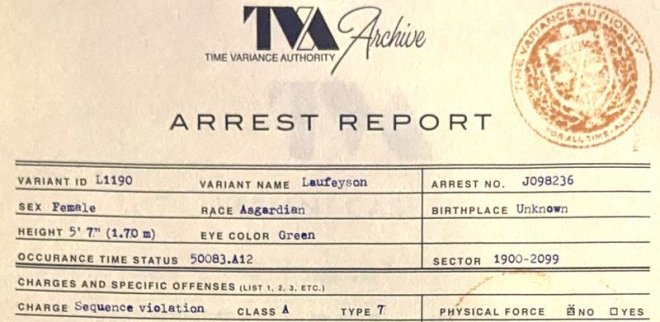 TVA Archive
TIME VARIANCE AUTHORITY
TIME VARIANCE AUTHORITY
FOR ALL TIME. ALWAYS.
ARREST REPORT
VARIANT ID L1190 VARIANT NAME Laufeyson ARREST NO. J098236
SEX Female RACE Asgardian BIRTHPLACE Unknown
HEIGHT 5' 7" (1.70 m) EYE COLOR Green
OCCURANCE TIME STATUS 50083.A12 SECTOR 1900-2099
CHARGES AND SPECIFIC OFFENSES (LIST 1, 2, 3, ETC.)
CHARGE Sequence violation CLASS A TYPE 7 PHYSICAL FORCE ☒ NO ☐ YES